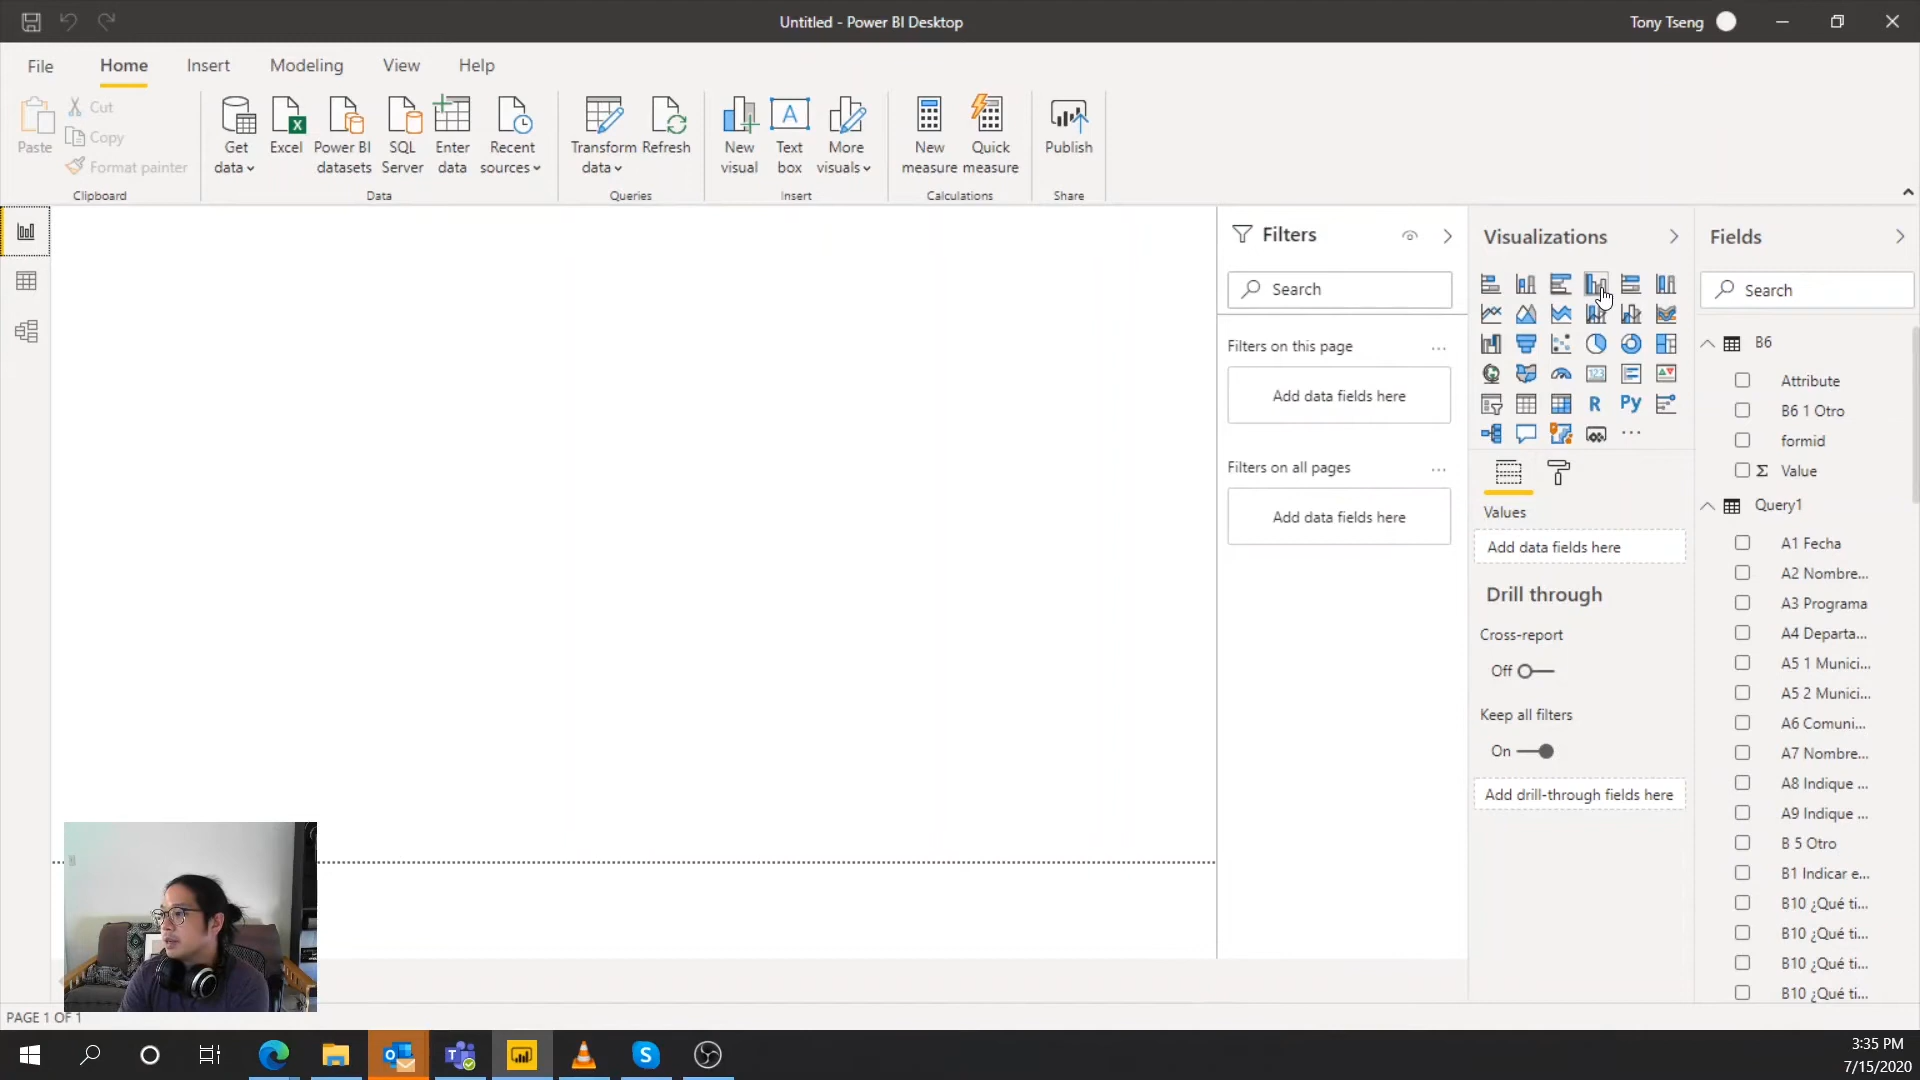 Untitled - Power BI Desktop
Tony Tseng
File
Home
Insert
Modeling
View
Help
Paste
Cut
Copy
Format painter
Clipboard
Get data
Excel
Power BI datasets
SQL Server
Enter data
Recent sources
Data
Transform data
Refresh
Queries
New visual
Text box
More visuals
Insert
New measure
Quick measure
Calculations
Publish
Share
Filters
Search
Filters on this page
...
Add data fields here
Filters on all pages
...
Add data fields here
Visualizations
123
R
Py
...
Values
Add data fields here
Drill through
Cross-report
Off
Keep all filters
On
Add drill-through fields here
Fields
Search
B6
Attribute
B6 1 Otro
formid
Σ Value
Query1
A1 Fecha
A2 Nombre...
A3 Programa
A4 Departa...
A5 1 Munici...
A5 2 Munici...
A6 Comuni...
A7 Nombre...
A8 Indique ...
A9 Indique ...
B 5 Otro
B1 Indicar e...
B10 ¿Qué ti...
B10 ¿Qué ti...
B10 ¿Qué ti...
B10 ¿Qué ti...
PAGE 1 OF 1
3:35 PM
7/15/2020